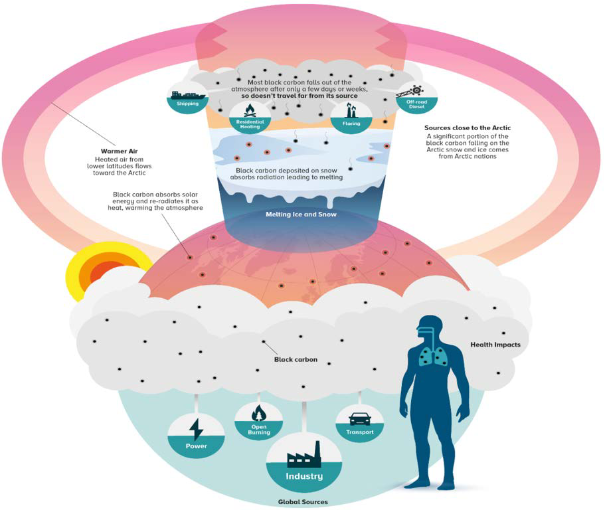 Most black carbon falls out of the
atmosphere after only a few days or weeks,
so doesn't travel far from its source
Shipping
Residential
Heating
Flaring
Off-road
Diesel
Sources close to the Arctic
A significant portion of the
black carbon falling on the
Arctic snow and ice comes
from Arctic nations
Warmer Air
Heated air from
lower latitudes flows
toward the Arctic
Black carbon deposited on snow
absorbs radiation leading to melting
Black carbon absorbs solar
energy and re-radiates it as
heat, warming the atmosphere
Melting Ice and Snow
Health Impacts
Black carbon
Power
Open
Burning
Transport
Industry
Global Sources